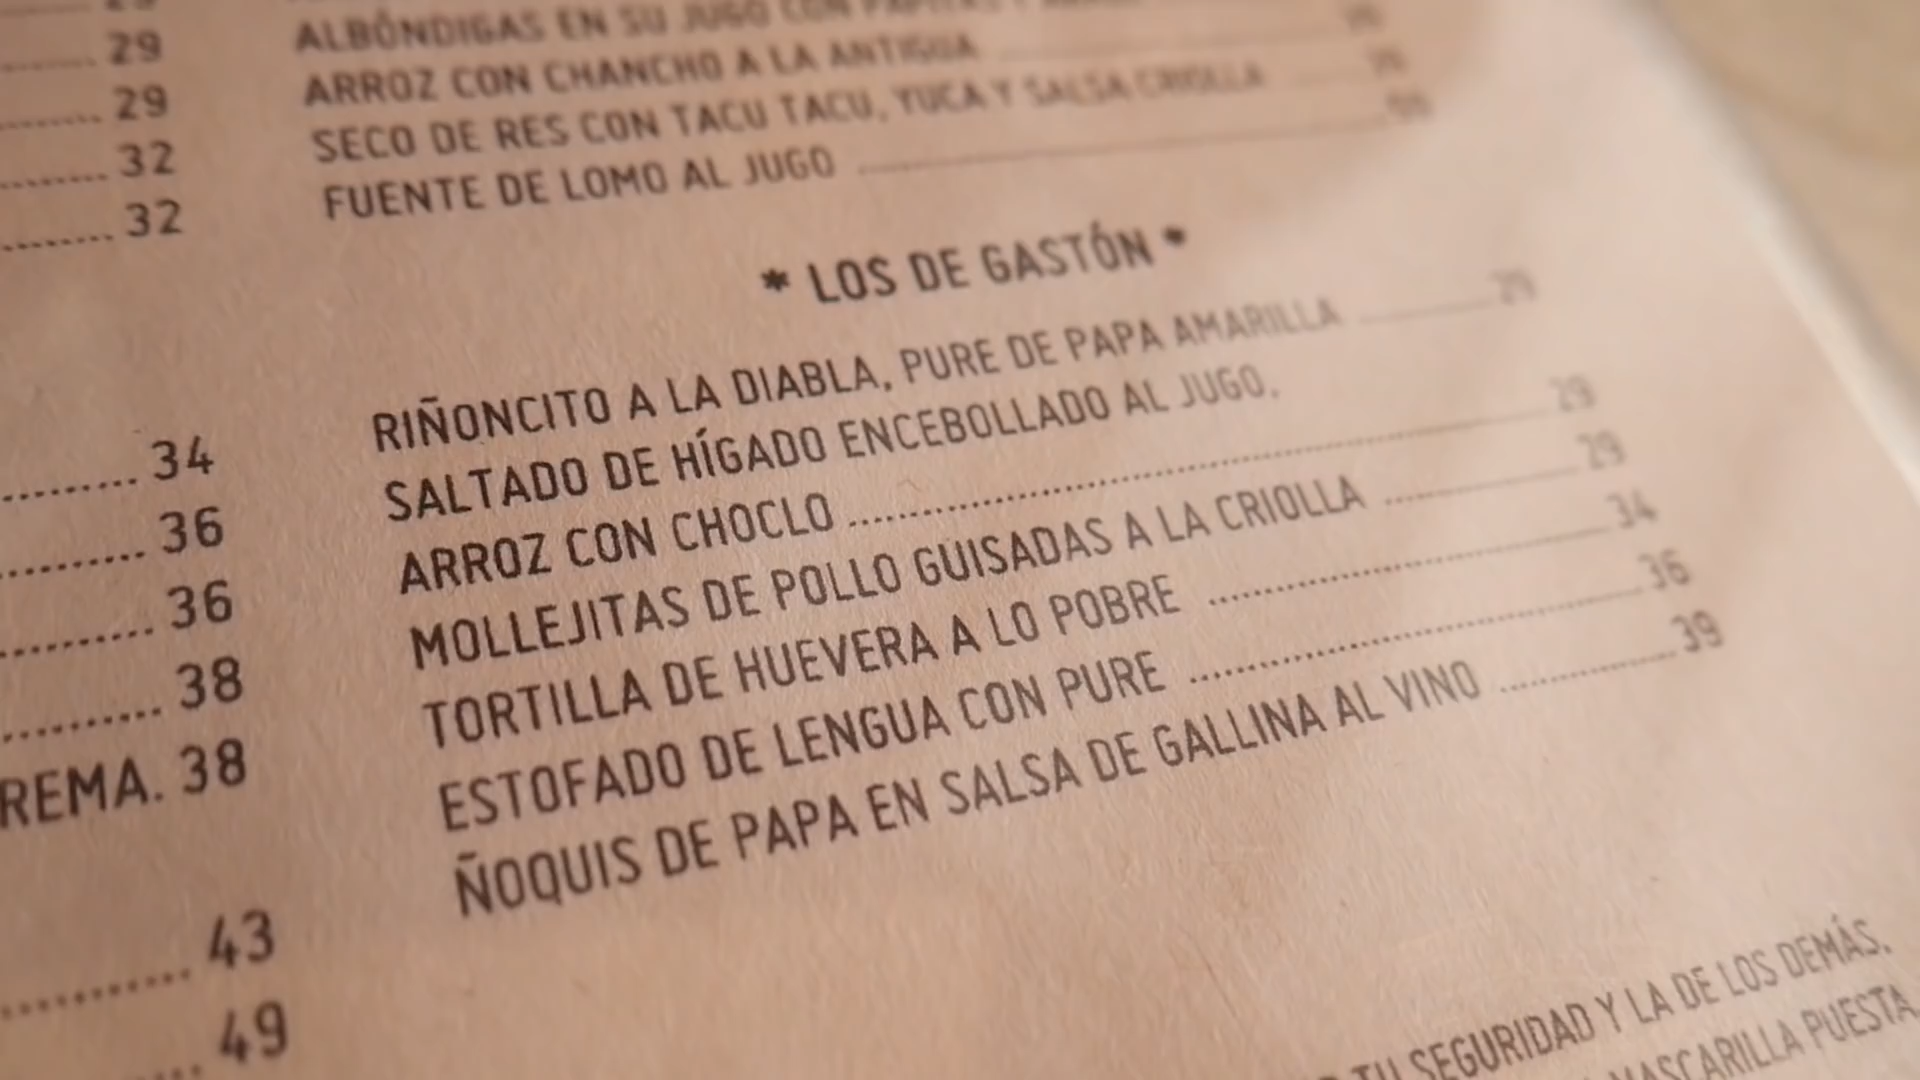 29
29
32
32
34
36
36
38
REMA. 38
43
49
ALBÓNDIGAS EN SU JUGO CON PAPITAS Y
ARROZ CON CHANCHO A LA ANTIGUA
SECO DE RES CON TACU TACU, YUCA Y SALSA CRIOLLA
FUENTE DE LOMO AL JUGO
* LOS DE GASTÓN *
RIÑONCITO A LA DIABLA, PURE DE PAPA AMARILLA 29
SALTADO DE HÍGADO ENCEBOLLADO AL JUGO,
ARROZ CON CHOCLO 29
MOLLEJITAS DE POLLO GUISADAS A LA CRIOLLA 29
TORTILLA DE HUEVERA A LO POBRE 34
ESTOFADO DE LENGUA CON PURE 36
ÑOQUIS DE PAPA EN SALSA DE GALLINA AL VINO 39
TU SEGURIDAD Y LA DE LOS DEMÁS.
MASCARILLA PUESTA